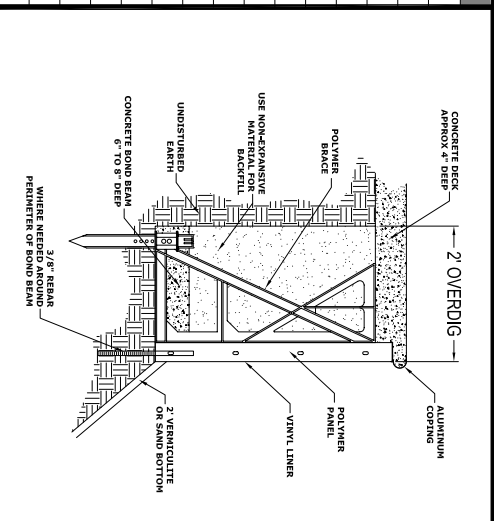 CONCRETE DECK
APPROX 4" DEEP
2' OVERDIG
ALUMINUM
COPING
POLYMER
BRACE
POLYMER
PANEL
USE NON-EXPANSIVE
MATERIAL FOR
BACKFILL
VINYL LINER
UNDISTURBED
EARTH
CONCRETE BOND BEAM
6" TO 8" DEEP
2' VERMICULITE
OR SAND BOTTOM
3/8" REBAR
WHERE NEEDED AROUND
PERIMETER OF BOND BEAM